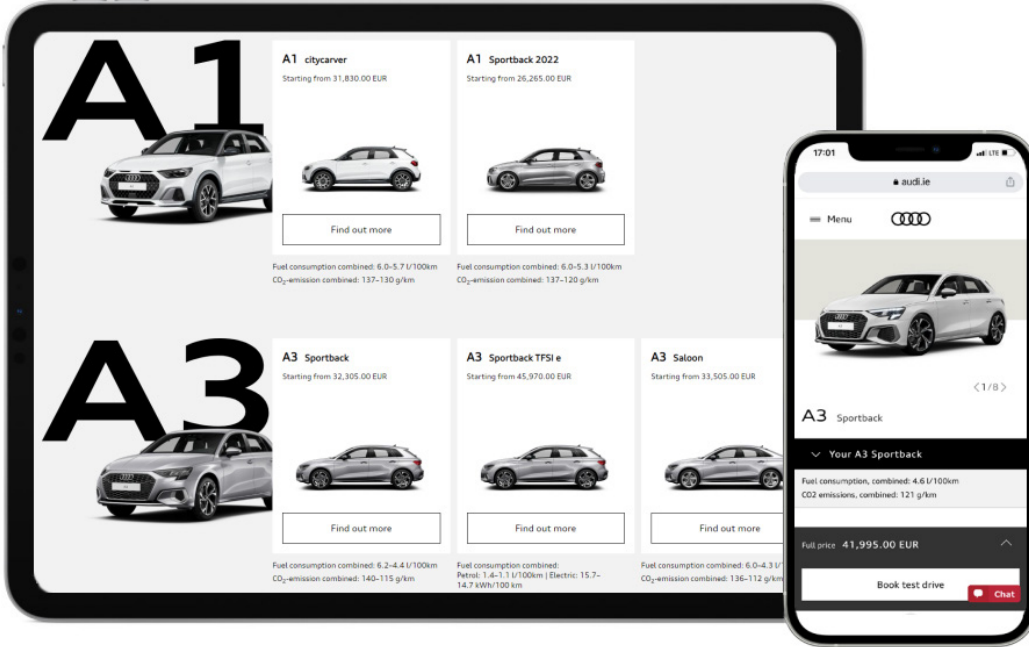 A1
A1 citycarver
Starting from 31,830.00 EUR
Find out more
Fuel consumption combined: 6.0–5.7 l/100km
CO₂-emission combined: 137–130 g/km
A1 Sportback 2022
Starting from 26,265.00 EUR
Find out more
Fuel consumption combined: 6.0–5.3 l/100km
CO₂-emission combined: 137–120 g/km
A3
A3 Sportback
Starting from 32,305.00 EUR
Find out more
Fuel consumption combined: 6.2–4.4 l/100km
CO₂-emission combined: 140–115 g/km
A3 Sportback TFSI e
Starting from 45,970.00 EUR
Find out more
Fuel consumption combined:
Petrol: 1.4–1.1 l/100km | Electric: 15.7–
14.7 kWh/100 km
A3 Saloon
Starting from 33,505.00 EUR
Find out more
Fuel consumption combined: 6.0–4.3 l/
CO₂-emission combined: 136–112 g/
17:01
LTE
audi.ie
Menu
<1/8>
A3 Sportback
Your A3 Sportback
Fuel consumption, combined: 4.6 l/100km
CO2 emissions, combined: 121 g/km
Full price 41,995.00 EUR
Book test drive
Chat